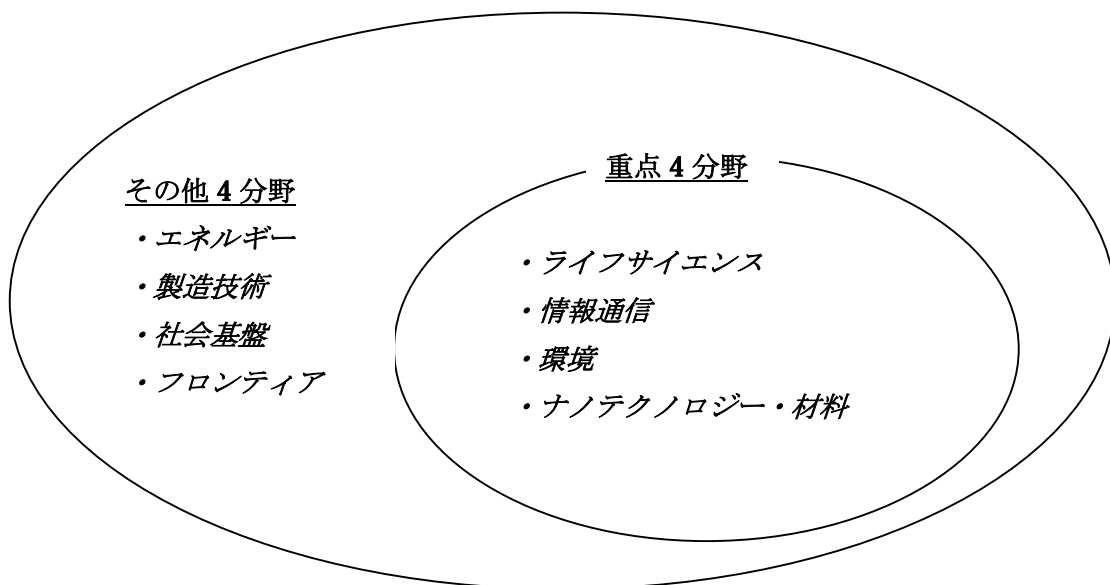 その他 4 分野
・エネルギー
・製造技術
・社会基盤
・フロンティア
重点 4 分野
・ライフサイエンス
・情報通信
・環境
・ナノテクノロジー・材料